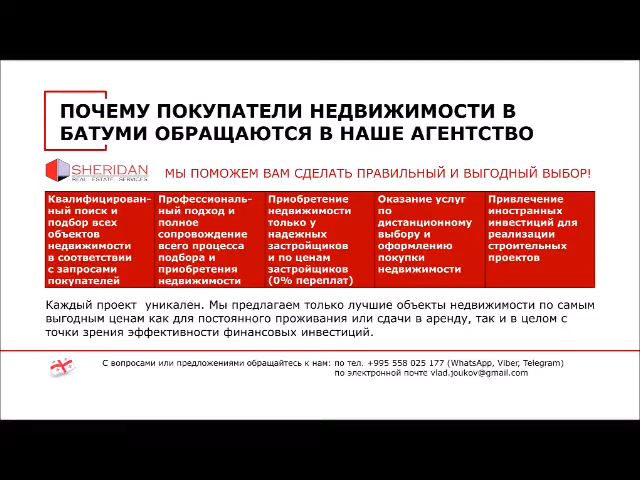 ПОЧЕМУ ПОКУПАТЕЛИ НЕДВИЖИМОСТИ В
БАТУМИ ОБРАЩАЮТСЯ В НАШЕ АГЕНТСТВО
SHERIDAN
REAL ESTATE SERVICES
МЫ ПОМОЖЕМ ВАМ СДЕЛАТЬ ПРАВИЛЬНЫЙ И ВЫГОДНЫЙ ВЫБОР!
Квалифицирован-
ный поиск и
подбор всех
объектов
недвижимости
в соответствии
с запросами
покупателей
Профессиональ-
ный подход и
полное
сопровождение
всего процесса
подбора и
приобретения
недвижимости
Приобретение
недвижимости
только у
надежных
застройщиков
и по ценам
застройщиков
(0% переплат)
Оказание услуг
по
дистанционному
выбору и
оформлению
покупки
недвижимости
Привлечение
иностранных
инвестиций для
реализации
строительных
проектов
Каждый проект уникален. Мы предлагаем только лучшие объекты недвижимости по самым
выгодным ценам как для постоянного проживания или сдачи в аренду, так и в целом с
точки зрения эффективности финансовых инвестиций.
С вопросами или предложениями обращайтесь к нам: по тел. +995 558 025 177 (WhatsApp, Viber, Telegram)
по электронной почте vlad.joukov@gmail.com